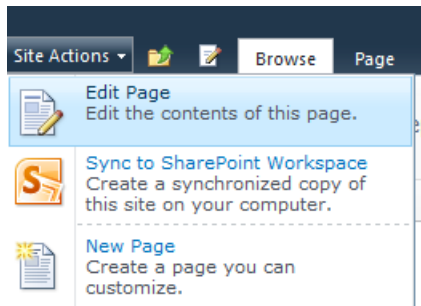 Site Actions Browse Page
Edit Page
Edit the contents of this page.
Sync to SharePoint Workspace
Create a synchronized copy of
this site on your computer.
New Page
Create a page you can
customize.